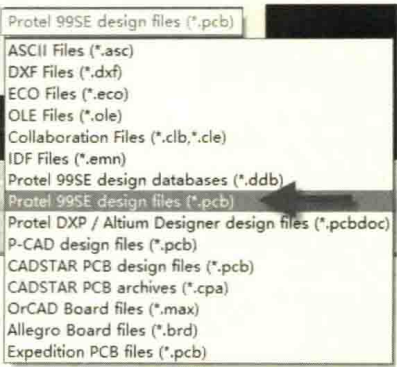 Protel 99SE design files (*.pcb)
ASCII Files (*.asc)
DXF Files (*.dxf)
ECO Files (*.eco)
OLE Files (*.ole)
Collaboration Files (*.clb,*.cle)
IDF Files (*.emn)
Protel 99SE design databases (*.ddb)
Protel 99SE design files (*.pcb)
Protel DXP / Altium Designer design files (*.pcbdoc)
P-CAD design files (*.pcb)
CADSTAR PCB design files (*.pcb)
CADSTAR PCB archives (*.cpa)
OrCAD Board files (*.max)
Allegro Board files (*.brd)
Expedition PCB files (*.pcb)